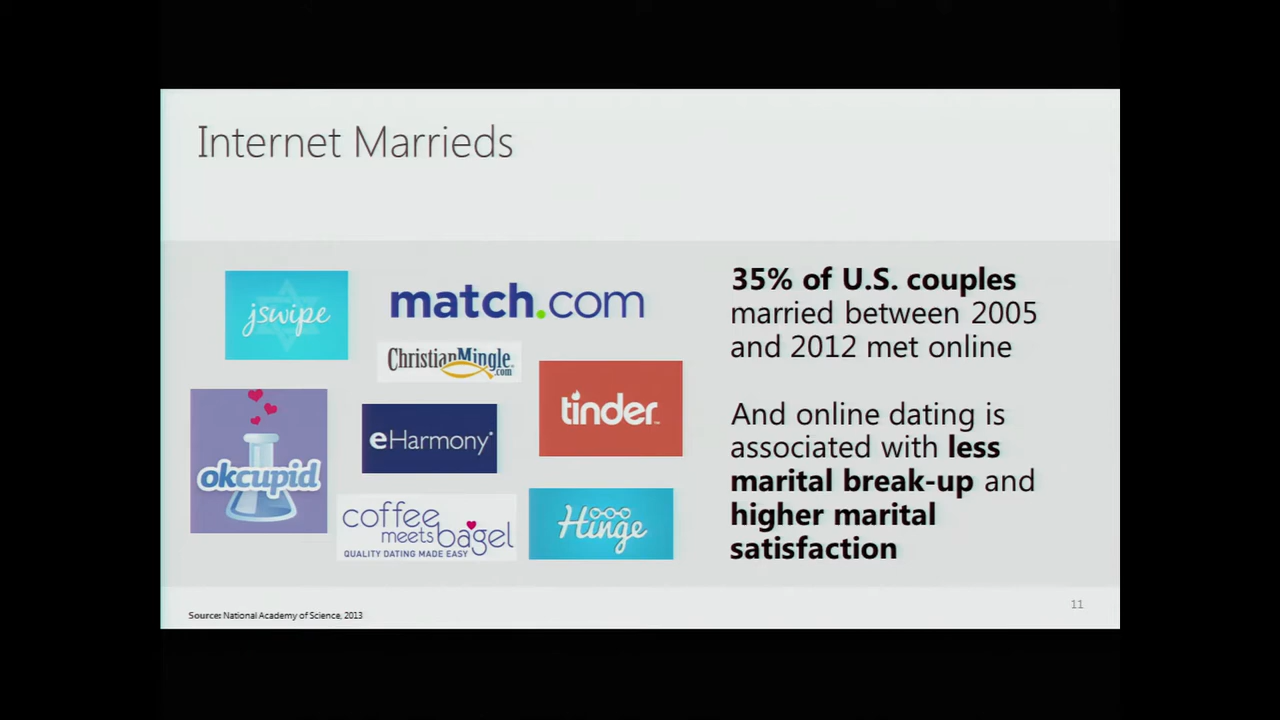 Internet Marrieds
jswipe
match.com
ChristianMingle.com
tinder
okcupid
eHarmony
coffee
meets bagel
QUALITY DATING MADE EASY
Hinge
35% of U.S. couples
married between 2005
and 2012 met online
And online dating is
associated with less
marital break-up and
higher marital
satisfaction
Source: National Academy of Science, 2013
11